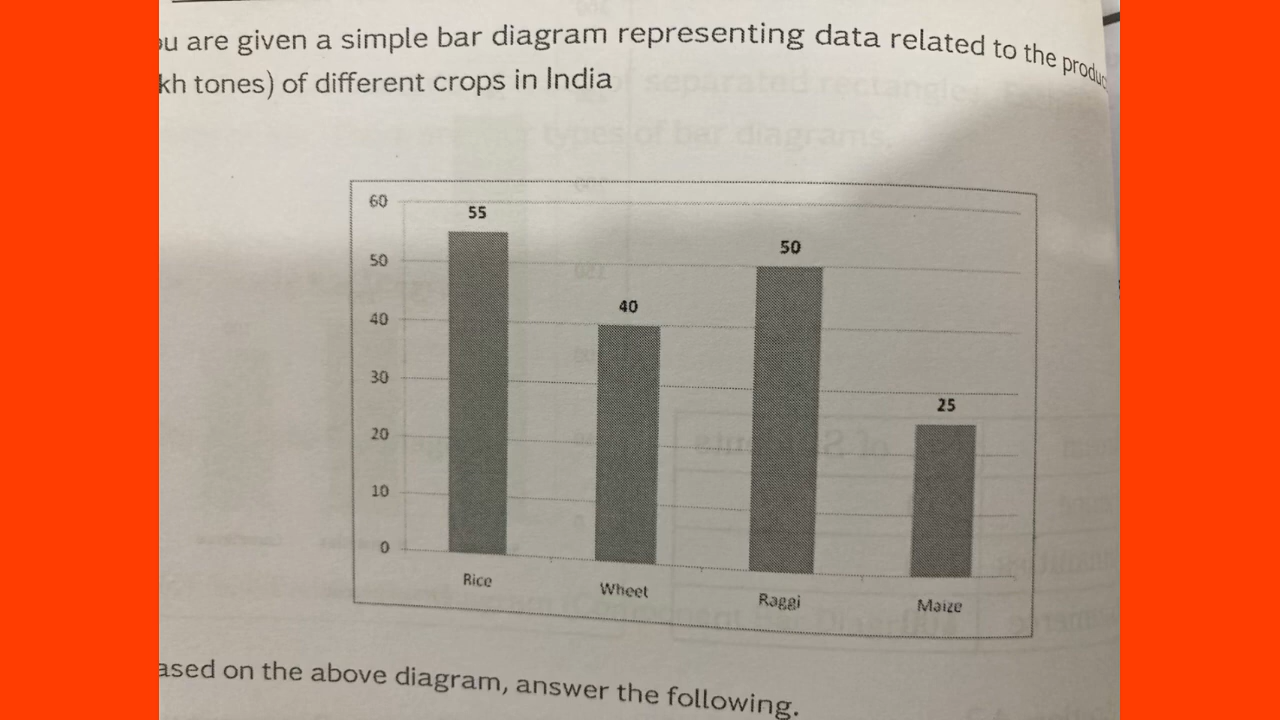 ou are given a simple bar diagram representing data related to the produc
kh tones) of different crops in India
60
55
50
50
40
40
30
25
20
10
0
Rice
Wheet
Raggi
Maize
ased on the above diagram, answer the following.